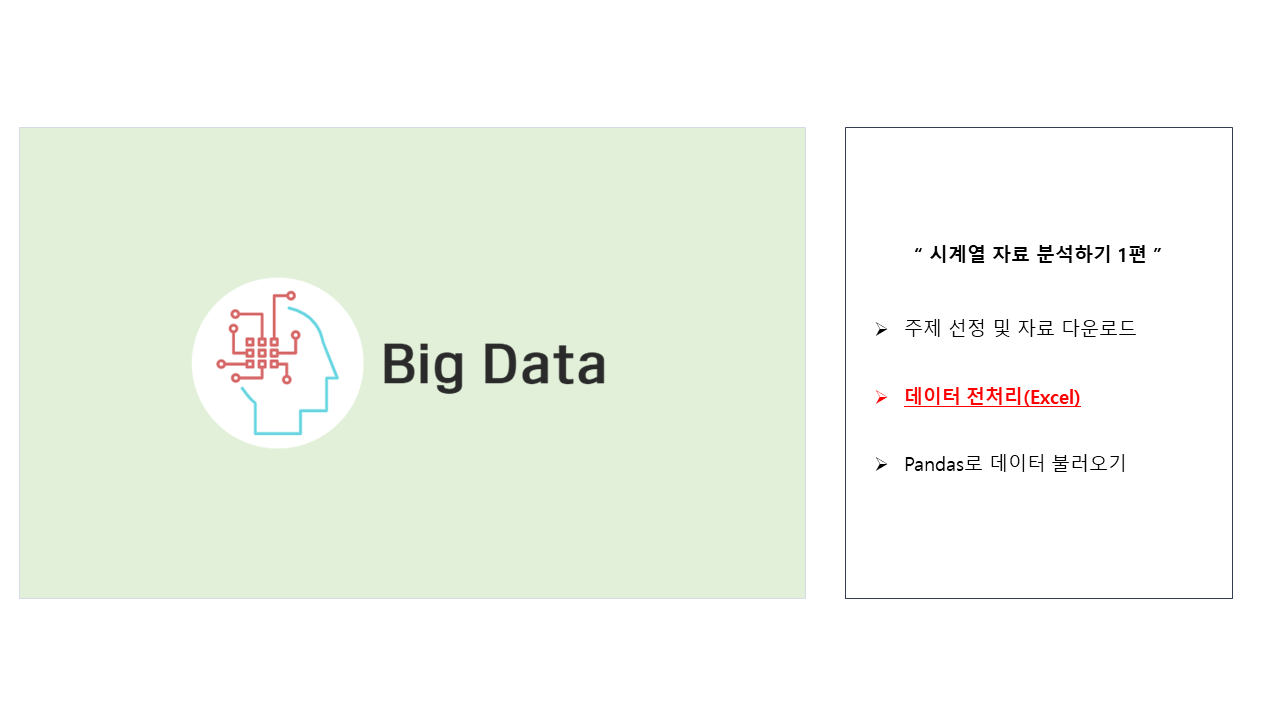 Big Data
“ 시계열 자료 분석하기 1편 ”
➢ 주제 선정 및 자료 다운로드
➢ 데이터 전처리(Excel)
➢ Pandas로 데이터 불러오기